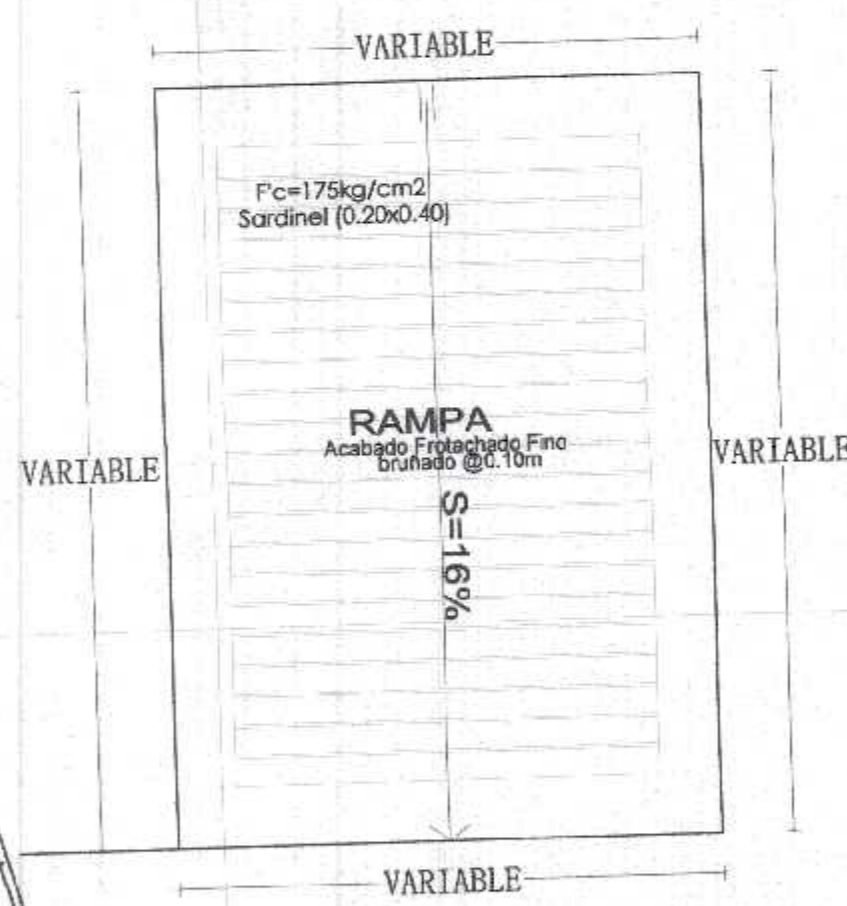 VARIABLE
F'c=175kg/cm2
Sardinel (0.20x0.40)
RAMPA
Acabado Frotachado Fino
bruñado @0.10m
VARIABLE
VARIABLE
S=16%
VARIABLE